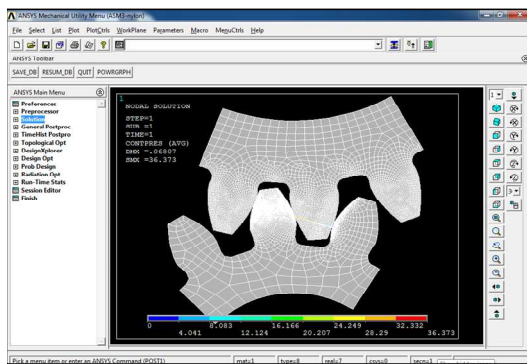 ANSYS Mechanical Utility Menu (ASM3-nylon)
File Select List Plot PlotCtrls WorkPlane Parameters Macro MenuCtrls Help
ANSYS Toolbar
SAVE_DB RESUM_DB QUIT POWRGRPH
ANSYS Main Menu
Preferences
Preprocessor
Solution
General Postproc
TimeHist Postpro
Topological Opt
DesignXplorer
Design Opt
Prob Design
Radiation Opt
Run-Time Stats
Session Editor
Finish
1
NODAL SOLUTION
STEP=1
SUB =1
TIME=1
CONTPRES (AVG)
DMX =.06807
SMX =36.373
0 8.083 16.166 24.249 32.332
4.041 12.124 20.207 28.29 36.373
1
3
Pick a menu item or enter an ANSYS Command (POST1) mat=1 type=8 real=7 csys=0 secn=1